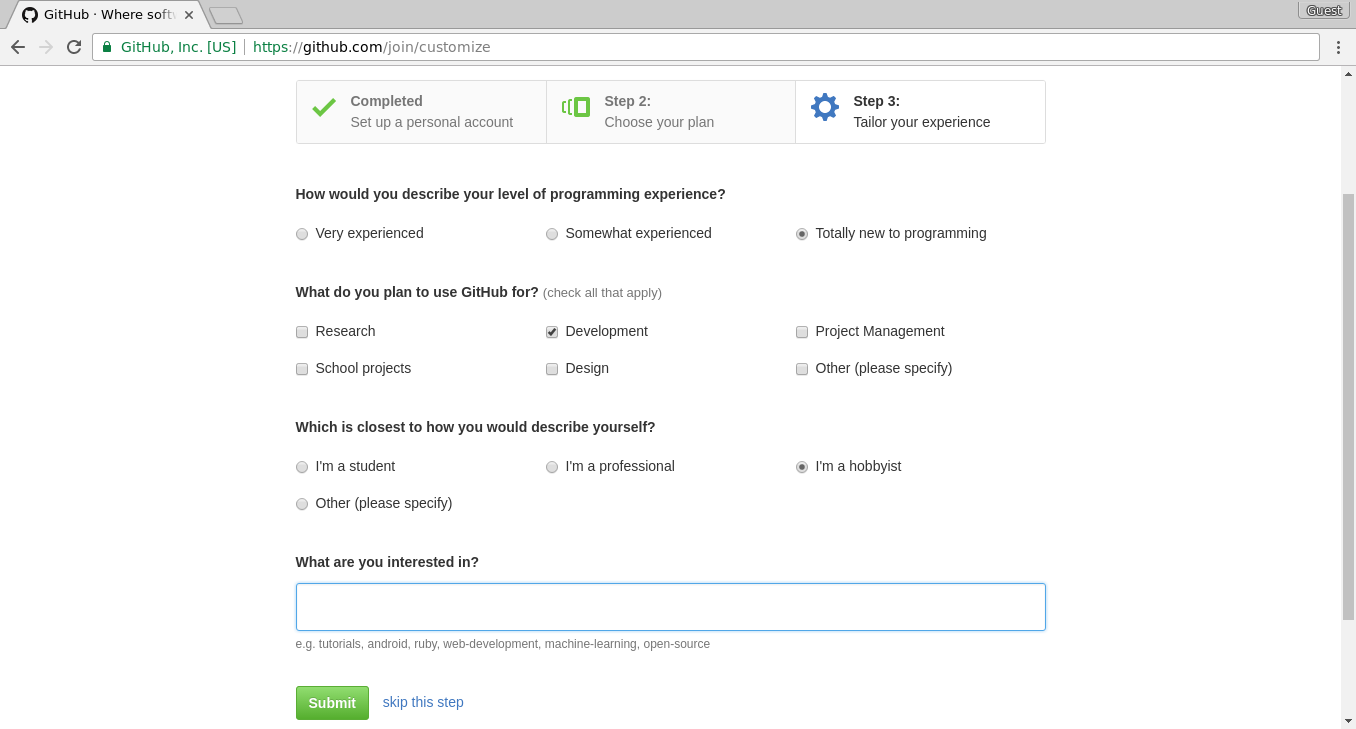 GitHub · Where softw
Guest
GitHub, Inc. [US] https://github.com/join/customize
Completed
Set up a personal account
Step 2:
Choose your plan
Step 3:
Tailor your experience
How would you describe your level of programming experience?
Very experienced Somewhat experienced Totally new to programming
What do you plan to use GitHub for? (check all that apply)
Research Development Project Management
School projects Design Other (please specify)
Which is closest to how you would describe yourself?
I'm a student I'm a professional I'm a hobbyist
Other (please specify)
What are you interested in?
e.g. tutorials, android, ruby, web-development, machine-learning, open-source
Submit skip this step